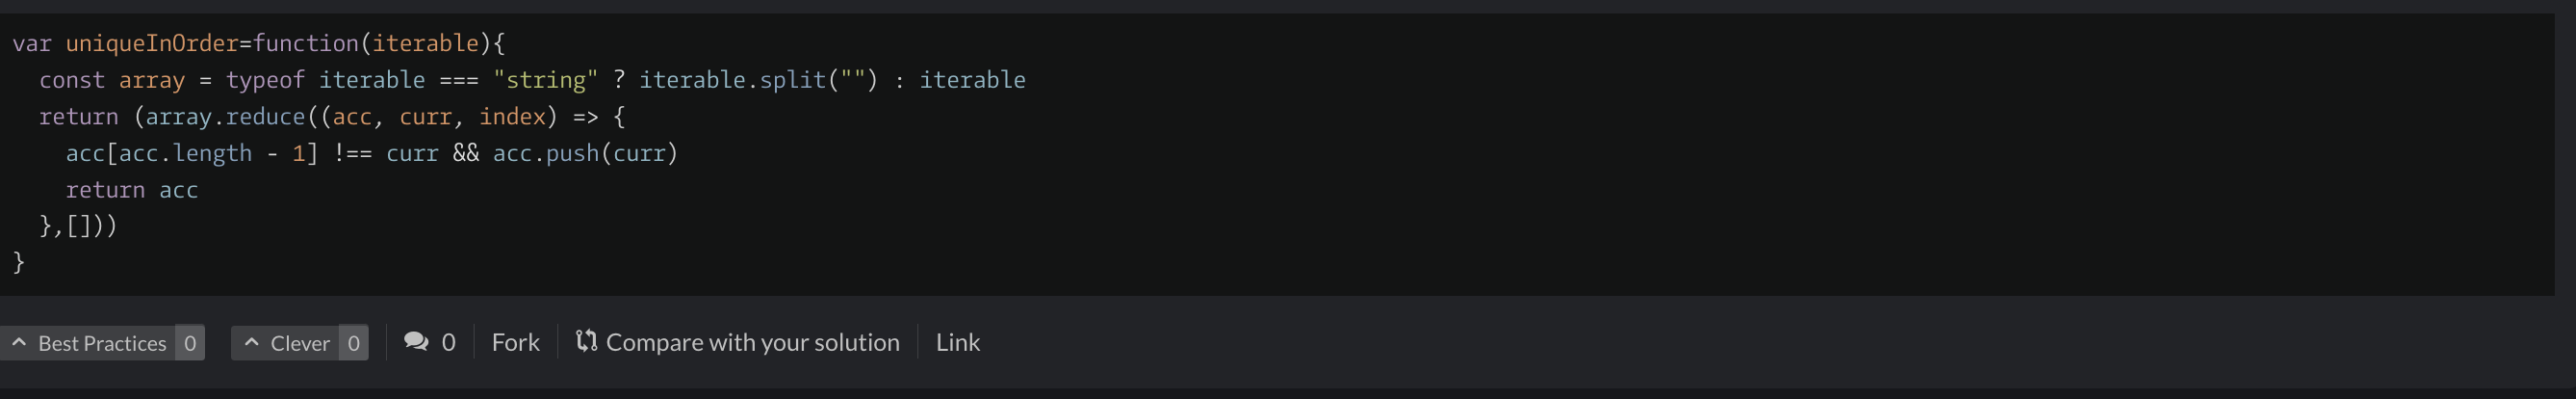 var uniqueInOrder=function(iterable){
  const array = typeof iterable === "string" ? iterable.split("") : iterable
  return (array.reduce((acc, curr, index) => {
    acc[acc.length - 1] !== curr && acc.push(curr)
    return acc
  },[]))
}
Best Practices 0 Clever 0 0 Fork Compare with your solution Link